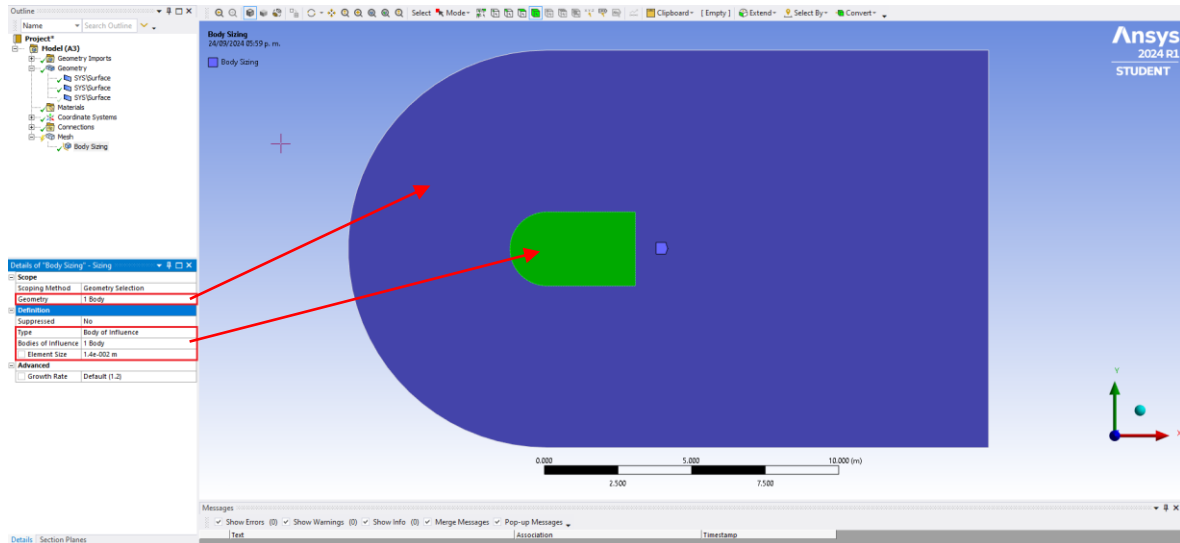 Outline
Name
Search Outline
Project*
Model (A3)
Geometry Imports
Geometry
SYS\Surface
SYS\Surface
SYS\Surface
Materials
Coordinate Systems
Connections
Mesh
Body Sizing
Details of "Body Sizing" - Sizing
Scope
Scoping Method Geometry Selection
Geometry 1 Body
Definition
Suppressed No
Type Body of Influence
Bodies of Influence 1 Body
Element Size 1.4e-002 m
Advanced
Growth Rate Default (1.2)
Details Section Planes
Select Mode Clipboard [ Empty ] Extend Select By Convert
Body Sizing
24/09/2024 05:59 p. m.
Body Sizing
Ansys
2024 R1
STUDENT
Y
X
0.000 5.000 10.000 (m)
2.500 7.500
Messages
Show Errors (0) Show Warnings (0) Show Info (0) Merge Messages Pop-up Messages
Text Association Timestamp